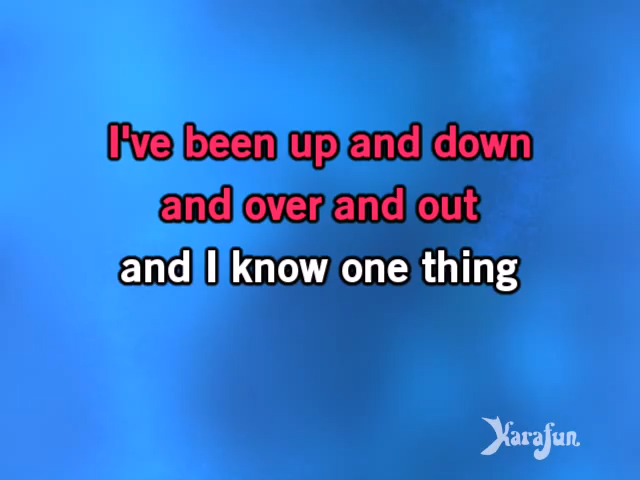 I've been up and down
and over and out
and I know one thing
Karafun